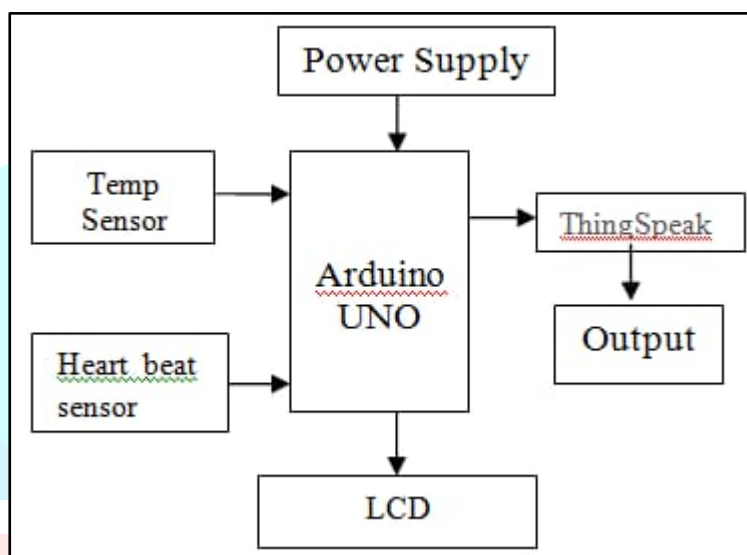 Power Supply
Temp
Sensor
ThingSpeak
Arduino
UNO
Output
Heart beat
sensor
LCD